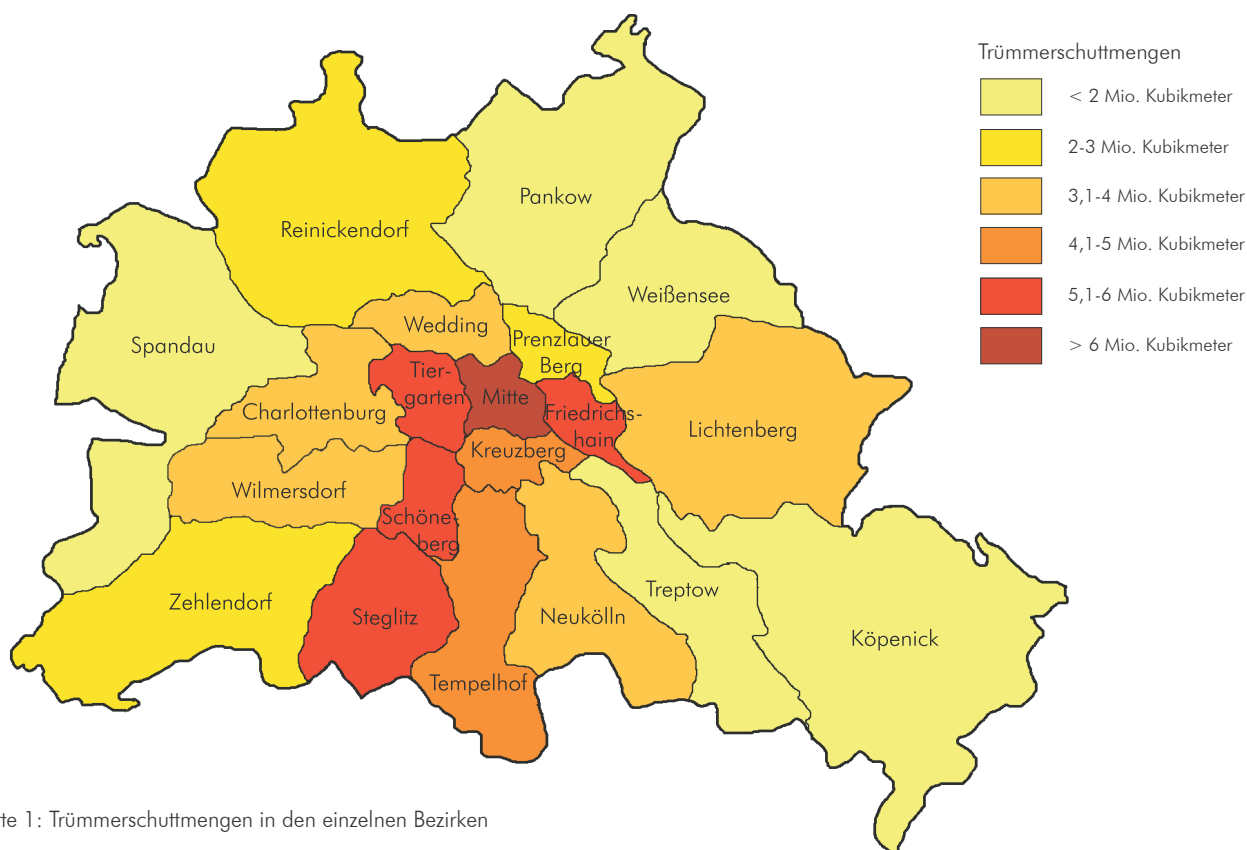 Trümmerschuttmengen
< 2 Mio. Kubikmeter
2-3 Mio. Kubikmeter
3,1-4 Mio. Kubikmeter
4,1-5 Mio. Kubikmeter
5,1-6 Mio. Kubikmeter
> 6 Mio. Kubikmeter
Pankow
Reinickendorf
Weißensee
Wedding
Prenzlauer
Berg
Spandau
Tier-
garten
Mitte
Charlottenburg
Friedrichs-
hain
Lichtenberg
Kreuzberg
Wilmersdorf
Schöne-
berg
Treptow
Zehlendorf
Steglitz
Neukölln
Köpenick
Tempelhof
te 1: Trümmerschuttmengen in den einzelnen Bezirken